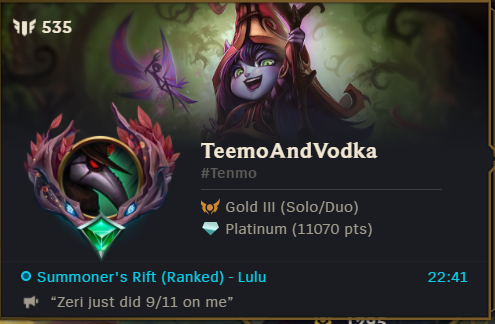 535
TeemoAndVodka
#Tenmo
Gold III (Solo/Duo)
Platinum (11070 pts)
Summoner's Rift (Ranked) - Lulu 22:41
“Zeri just did 9/11 on me”